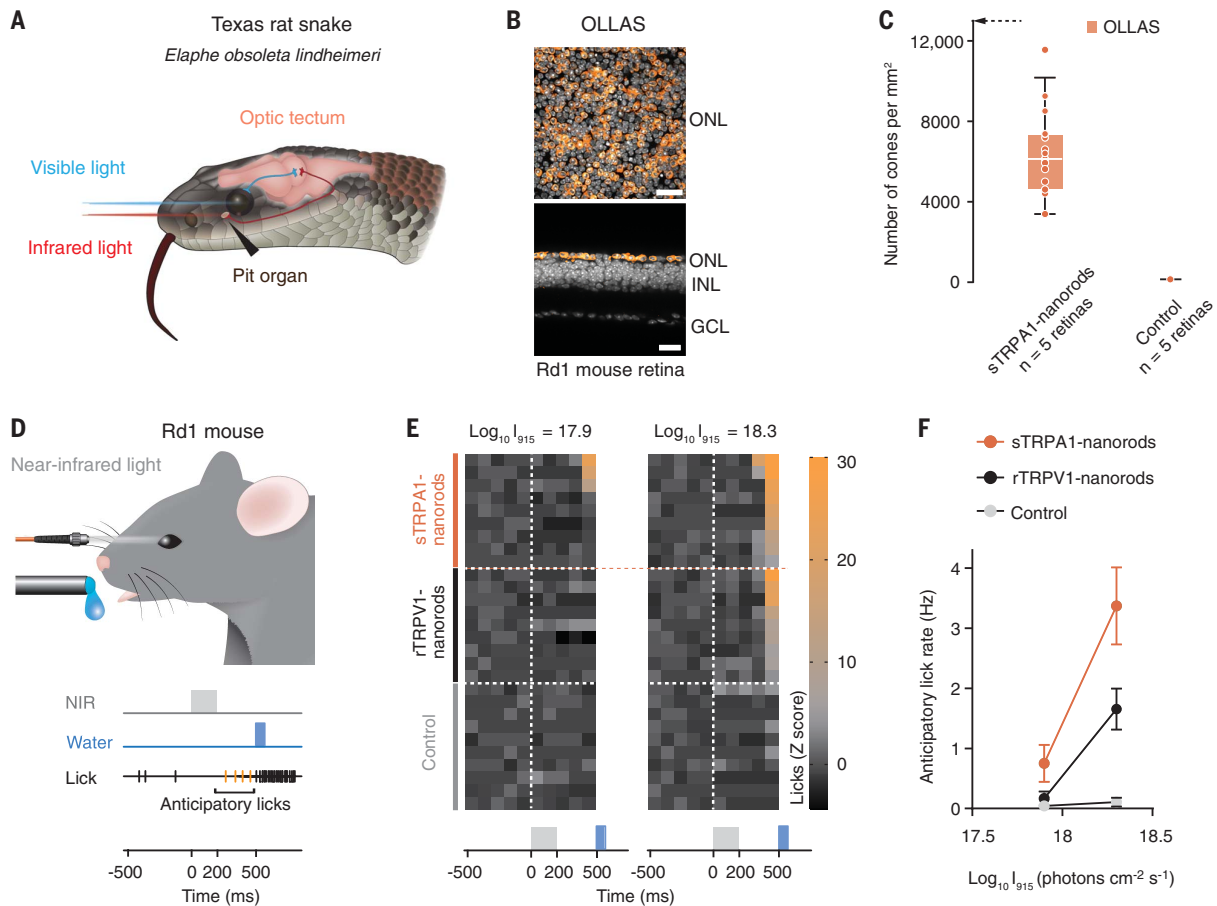 A
Texas rat snake
Elaphe obsoleta lindheimeri
Optic tectum
Visible light
Infrared light
Pit organ
B
OLLAS
ONL
ONL
INL
GCL
Rd1 mouse retina
C
OLLAS
Number of cones per mm²
12,000
8000
4000
0
sTRPA1-nanorods
n = 5 retinas
Control
n = 5 retinas
D
Rd1 mouse
Near-infrared light
NIR
Water
Lick
Anticipatory licks
-500 0 200 500
Time (ms)
E
Log₁₀ I₉₁₅ = 17.9
Log₁₀ I₉₁₅ = 18.3
sTRPA1-
nanorods
rTRPV1-
nanorods
Control
30
20
10
0
Licks (Z score)
-500 0 200 500
Time (ms)
-500 0 200 500
Time (ms)
F
sTRPA1-nanorods
rTRPV1-nanorods
Control
Anticipatory lick rate (Hz)
4
3
2
1
0
17.5 18 18.5
Log₁₀ I₉₁₅ (photons cm⁻² s⁻¹)